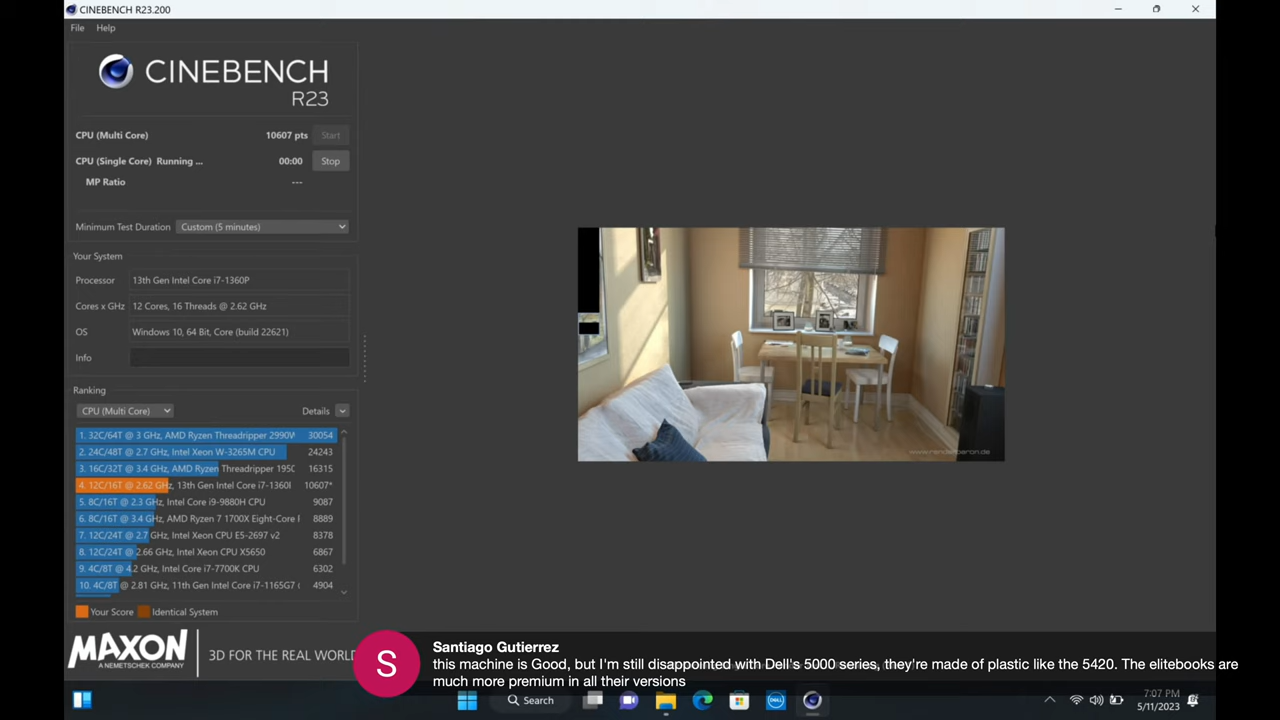 CINEBENCH R23.200
File Help
CINEBENCH
R23
CPU (Multi Core) 10607 pts Start
CPU (Single Core) Running ... 00:00 Stop
MP Ratio ---
Minimum Test Duration Custom (5 minutes)
Your System
Processor 13th Gen Intel Core i7-1360P
Cores x GHz 12 Cores, 16 Threads @ 2.62 GHz
OS Windows 10, 64 Bit, Core (build 22621)
Info
Ranking
CPU (Multi Core) Details
1. 32C/64T @ 3 GHz, AMD Ryzen Threadripper 2990W 30054
2. 24C/48T @ 2.7 GHz, Intel Xeon W-3265M CPU 24243
3. 16C/32T @ 3.4 GHz, AMD Ryzen Threadripper 195 16315
4. 12C/16T @ 2.62 GHz, 13th Gen Intel Core i7-1360 10607*
5. 8C/16T @ 2.3 GHz, Intel Core i9-9880H CPU 9087
6. 8C/16T @ 3.4 GHz, AMD Ryzen 7 1700X Eight-Core 8889
7. 12C/24T @ 2.7 GHz, Intel Xeon CPU E5-2697 v2 8378
8. 12C/24T @ 2.66 GHz, Intel Xeon CPU X5650 6867
9. 4C/8T @ 4.2 GHz, Intel Core i7-7700K CPU 6302
10. 4C/8T @ 2.81 GHz, 11th Gen Intel Core i7-1165G7 4904
Your Score Identical System
MAXON
A NEMETSCHEK COMPANY
3D FOR THE REAL WORLD
www.renderbaron.de
S
Santiago Gutierrez
this machine is Good, but I'm still disappointed with Dell's 5000 series, they're made of plastic like the 5420. The elitebooks are
much more premium in all their versions
Search
DELL
7:07 PM
5/11/2023